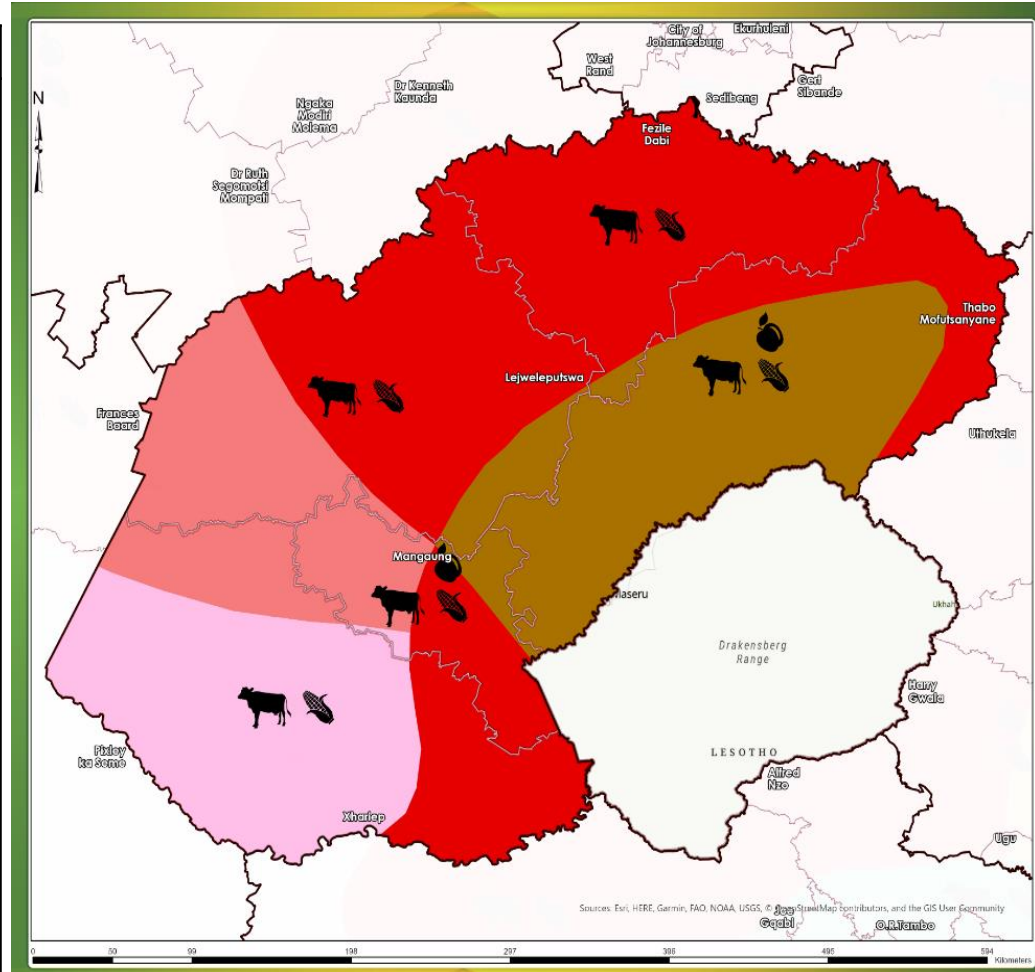 City of
Johannesburg
Ekurhuleni
West
Rand
Gert
Sibande
Sedibeng
Dr Kenneth
Kaunda
N
Ngaka
Modiri
Molema
Fezile
Dabi
Dr Ruth
Segomotsi
Mompati
Thabo
Mofutsanyane
Lejweleputswa
Frances
Baard
Uthukela
Mangaung
Maseru
Ukhah
Drakensberg
Range
Harry
Gwala
LESOTHO
Pixley
ka Seme
Alfred
Nzo
Xhariep
Ugu
Sources: Esri, HERE, Garmin, FAO, NOAA, USGS, © OpenStreetMap contributors, and the GIS User Community
Joe
Gqabi
O.R.Tambo
0 50 99 198 297 396 495 594
Kilometers